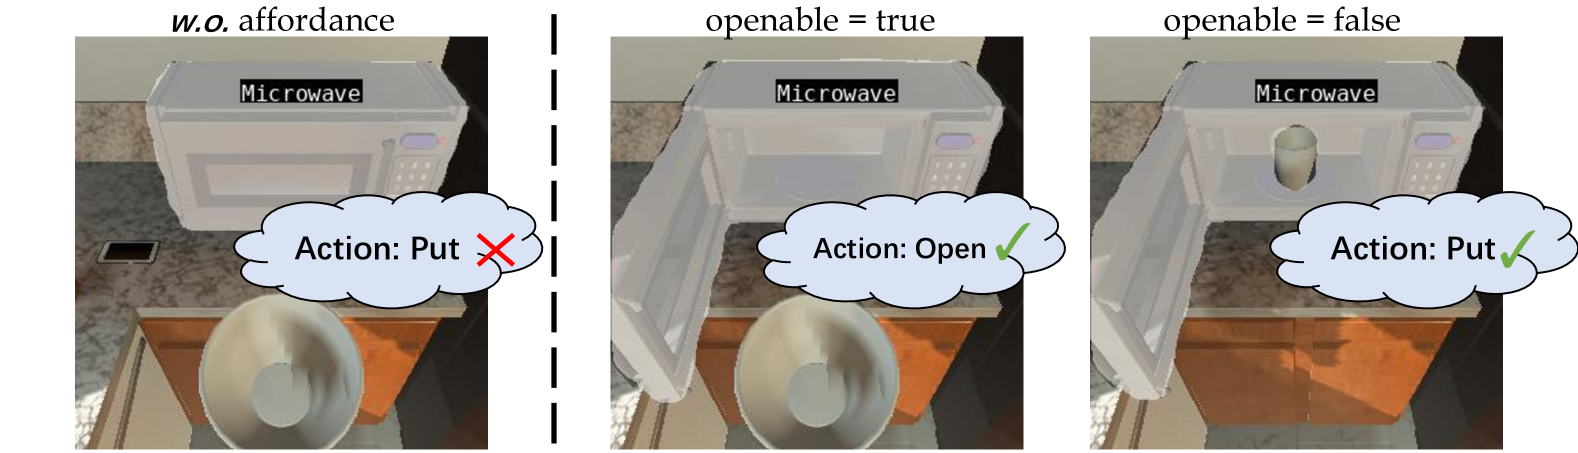 w.o. affordance
Microwave
Action: Put
openable = true
Microwave
Action: Open
openable = false
Microwave
Action: Put